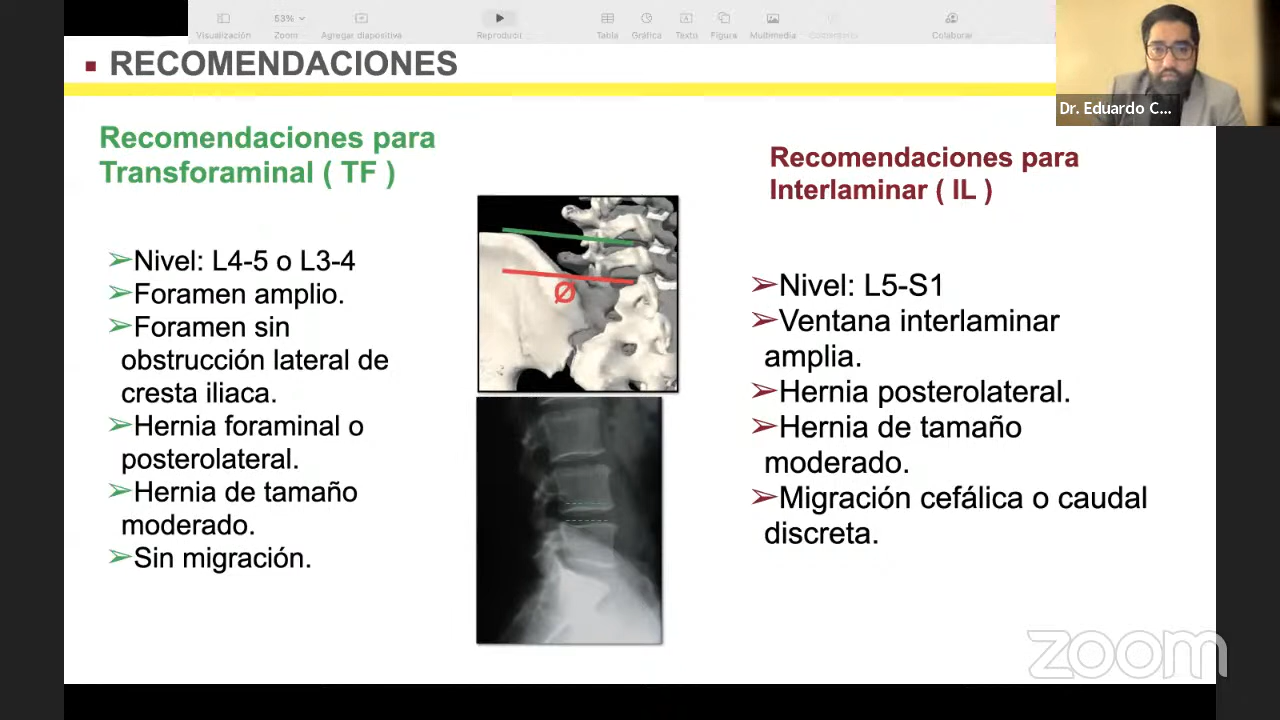 53%
Visualización
Zoom
Agregar diapositiva
Reproducir
Tabla
Gráfica
Texto
Figura
Multimedia
Comentario
Colaborar
▪ RECOMENDACIONES
Dr. Eduardo C...
Recomendaciones para
Transforaminal ( TF )
➢Nivel: L4-5 o L3-4
➢Foramen amplio.
➢Foramen sin
obstrucción lateral de
cresta iliaca.
➢Hernia foraminal o
posterolateral.
➢Hernia de tamaño
moderado.
➢Sin migración.
Ø
Recomendaciones para
Interlaminar ( IL )
➢Nivel: L5-S1
➢Ventana interlaminar
amplia.
➢Hernia posterolateral.
➢Hernia de tamaño
moderado.
➢Migración cefálica o caudal
discreta.
zoom